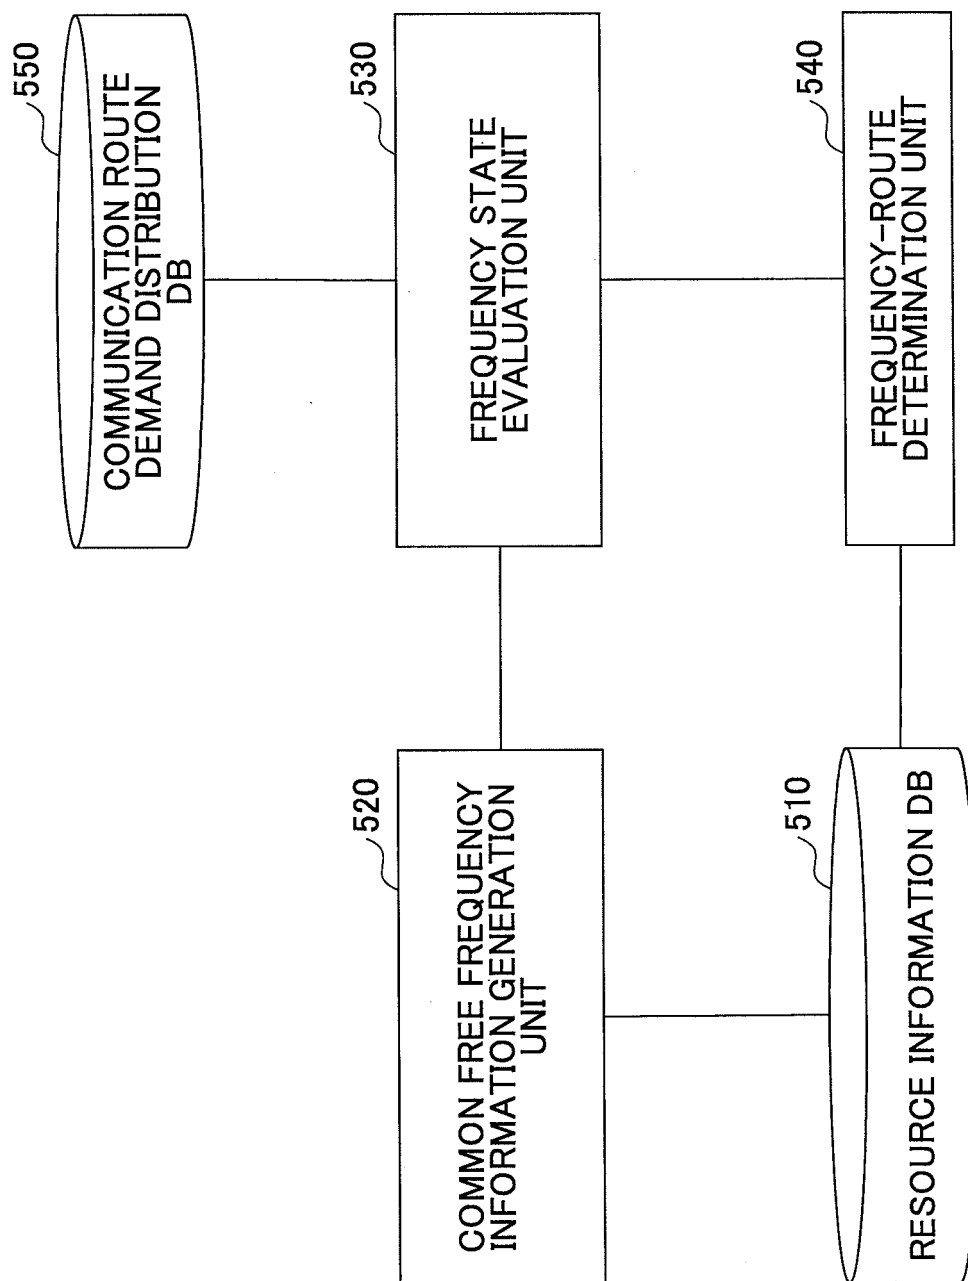 550
COMMUNICATION ROUTE
DEMAND DISTRIBUTION
DB
520
COMMON FREE FREQUENCY
INFORMATION GENERATION
UNIT
530
FREQUENCY STATE
EVALUATION UNIT
510
RESOURCE INFORMATION DB
540
FREQUENCY-ROUTE
DETERMINATION UNIT